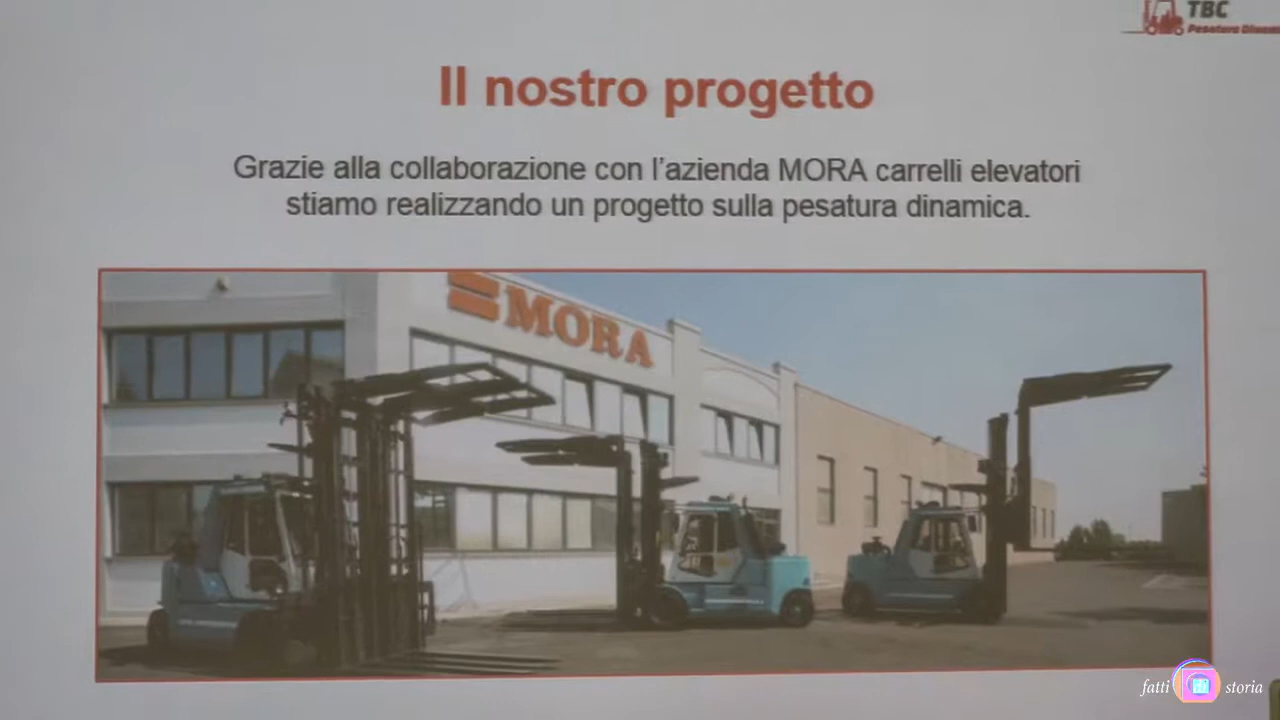 TBC
Pesatura Dinam
Il nostro progetto
Grazie alla collaborazione con l'azienda MORA carrelli elevatori
stiamo realizzando un progetto sulla pesatura dinamica.
MORA
fatti storia